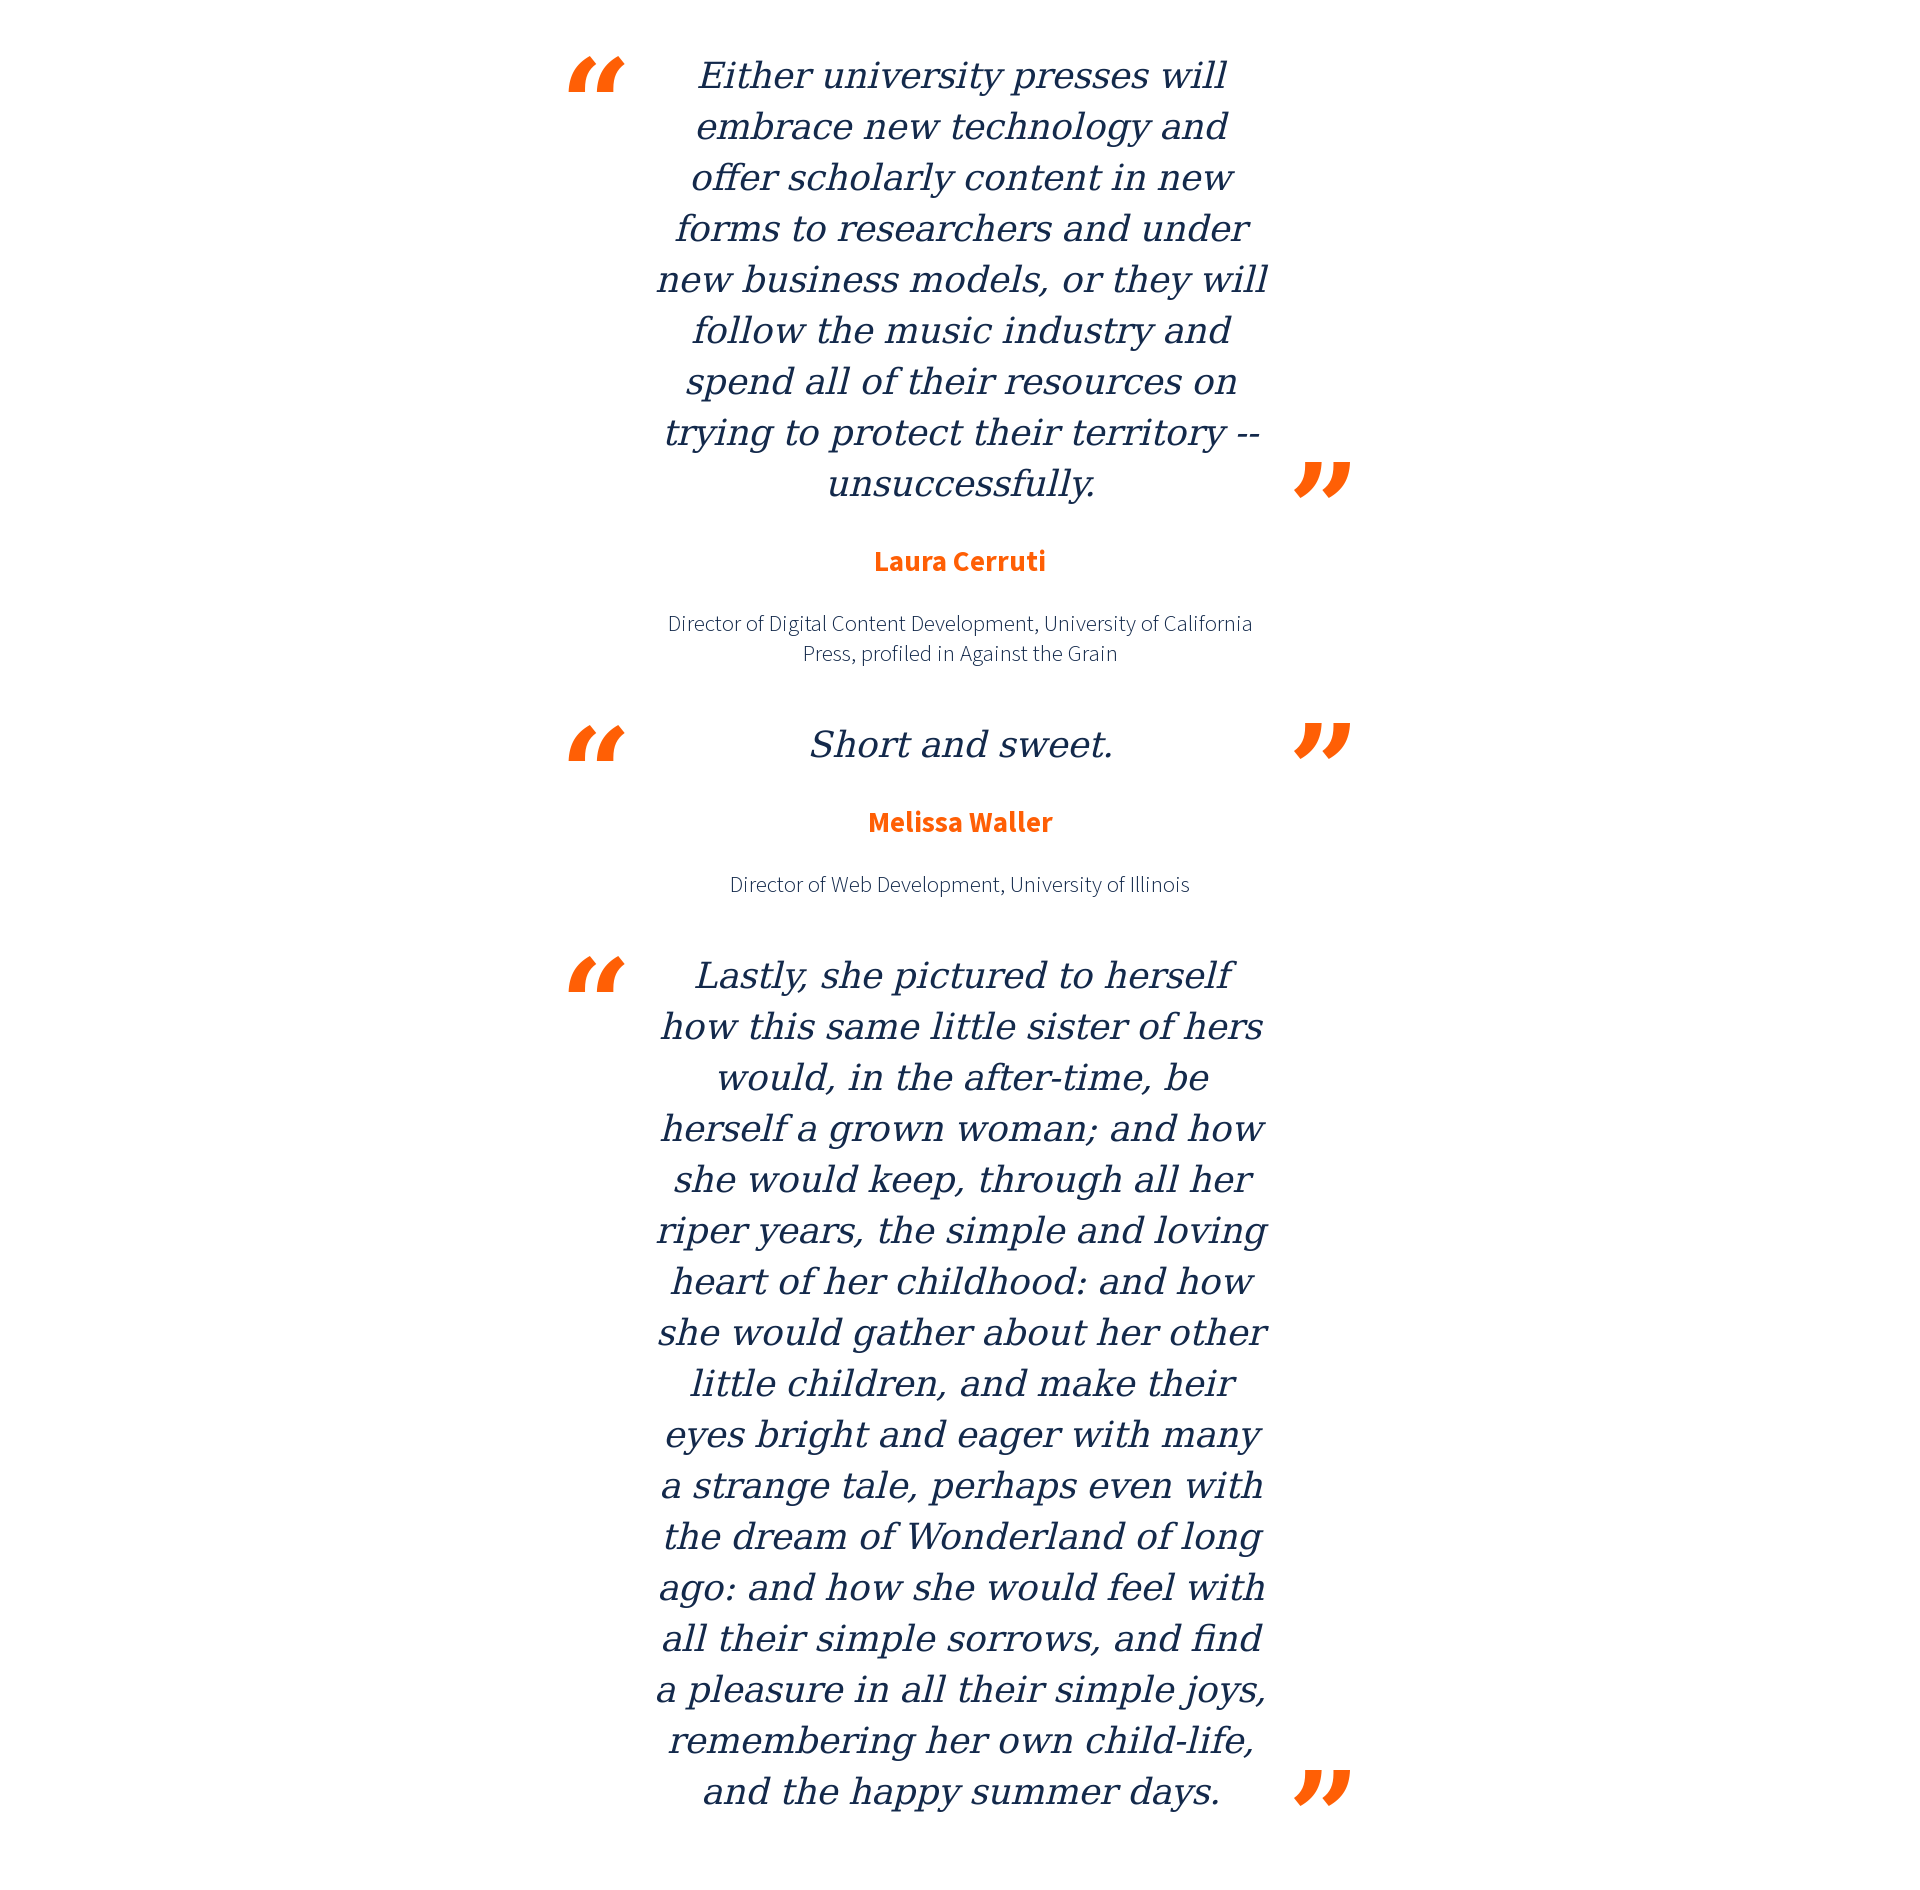 “ Either university presses will
embrace new technology and
offer scholarly content in new
forms to researchers and under
new business models, or they will
follow the music industry and
spend all of their resources on
trying to protect their territory --
unsuccessfully. ”
Laura Cerruti
Director of Digital Content Development, University of California
Press, profiled in Against the Grain
“ Short and sweet. ”
Melissa Waller
Director of Web Development, University of Illinois
“ Lastly, she pictured to herself
how this same little sister of hers
would, in the after-time, be
herself a grown woman; and how
she would keep, through all her
riper years, the simple and loving
heart of her childhood: and how
she would gather about her other
little children, and make their
eyes bright and eager with many
a strange tale, perhaps even with
the dream of Wonderland of long
ago: and how she would feel with
all their simple sorrows, and find
a pleasure in all their simple joys,
remembering her own child-life,
and the happy summer days. ”